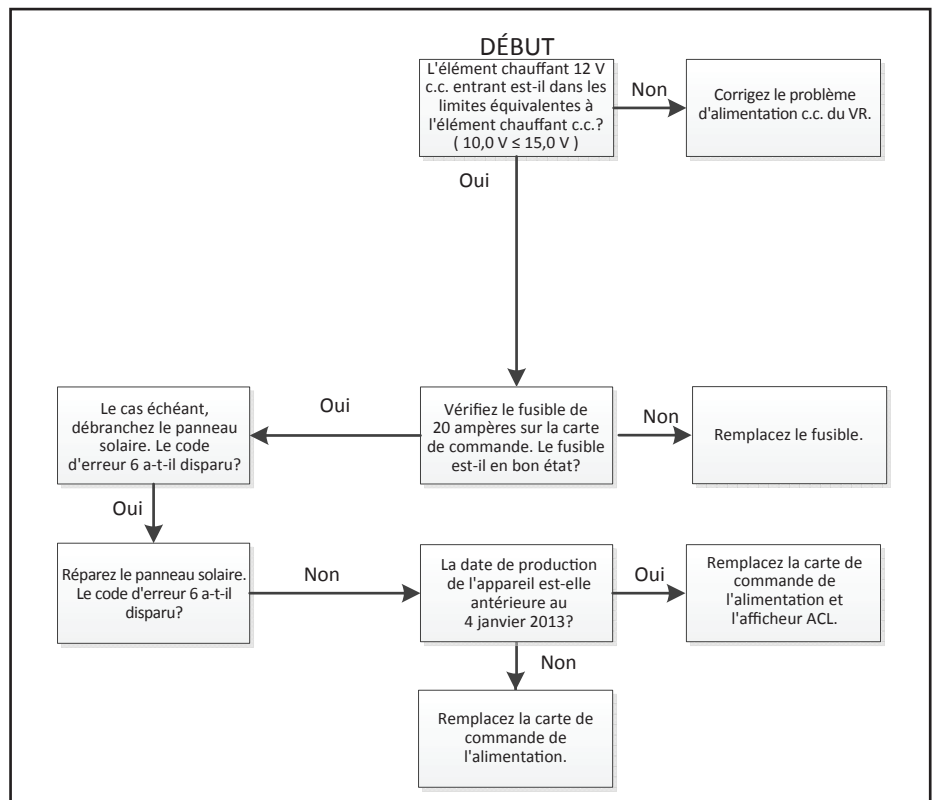 DÉBUT
L'élément chauffant 12 V
c.c. entrant est-il dans les
limites équivalentes à
l'élément chauffant c.c.?
( 10,0 V ≤ 15,0 V )
Non
Corrigez le problème
d'alimentation c.c. du VR.
Oui
Le cas échéant,
débranchez le panneau
solaire. Le code
d'erreur 6 a-t-il disparu?
Oui
Vérifiez le fusible de
20 ampères sur la carte
de commande. Le fusible
est-il en bon état?
Non
Remplacez le fusible.
Oui
Réparez le panneau solaire.
Le code d'erreur 6 a-t-il
disparu?
Non
La date de production
de l'appareil est-elle
antérieure au
4 janvier 2013?
Oui
Remplacez la carte de
commande de
l'alimentation et
l'afficheur ACL.
Non
Remplacez la carte de
commande de
l'alimentation.